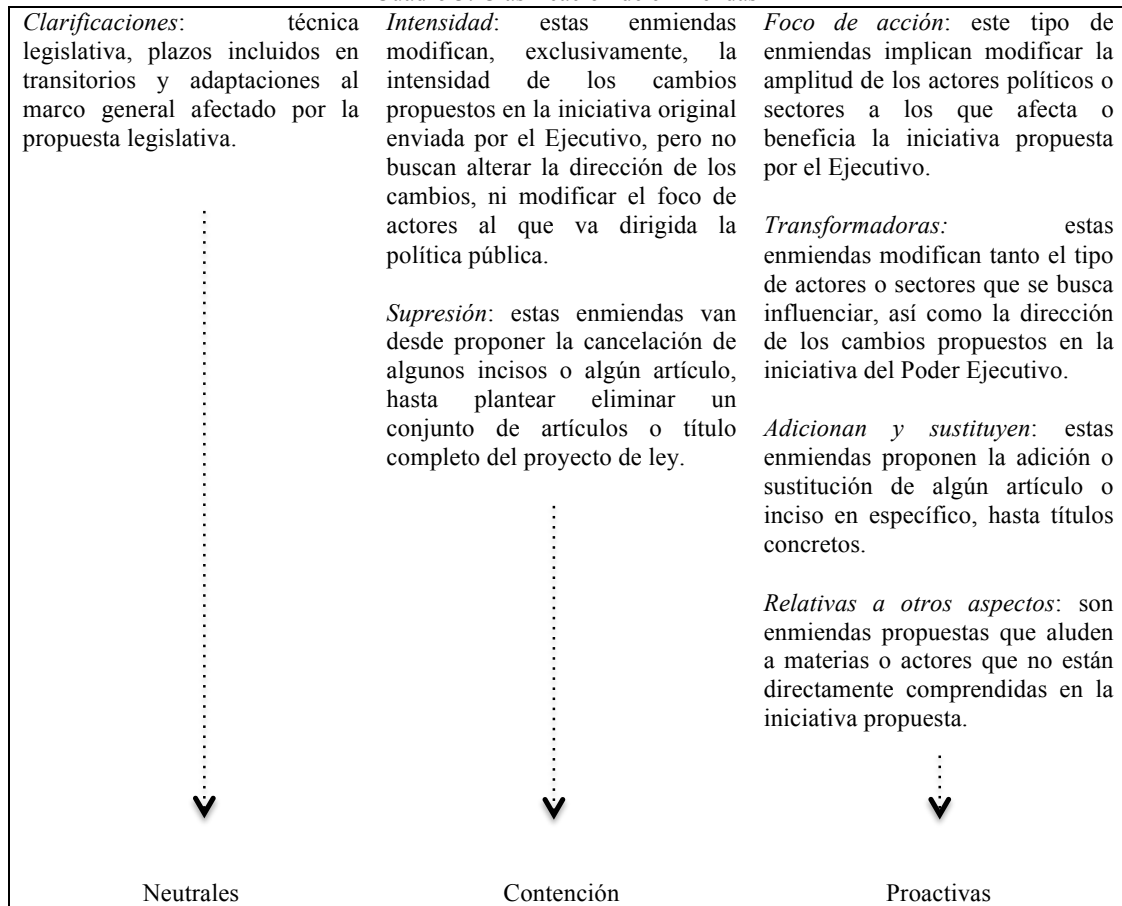 Clarificaciones: técnica
legislativa, plazos incluidos en
transitorios y adaptaciones al
marco general afectado por la
propuesta legislativa.
Neutrales
Intensidad: estas enmiendas
modifican, exclusivamente, la
intensidad de los cambios
propuestos en la iniciativa original
enviada por el Ejecutivo, pero no
buscan alterar la dirección de los
cambios, ni modificar el foco de
actores al que va dirigida la
política pública.
Supresión: estas enmiendas van
desde proponer la cancelación de
algunos incisos o algún artículo,
hasta plantear eliminar un
conjunto de artículos o título
completo del proyecto de ley.
Contención
Foco de acción: este tipo de
enmiendas implican modificar la
amplitud de los actores políticos o
sectores a los que afecta o
beneficia la iniciativa propuesta
por el Ejecutivo.
Transformadoras: estas
enmiendas modifican tanto el tipo
de actores o sectores que se busca
influenciar, así como la dirección
de los cambios propuestos en la
iniciativa del Poder Ejecutivo.
Adicionan y sustituyen: estas
enmiendas proponen la adición o
sustitución de algún artículo o
inciso en específico, hasta títulos
concretos.
Relativas a otros aspectos: son
enmiendas propuestas que aluden
a materias o actores que no están
directamente comprendidas en la
iniciativa propuesta.
Proactivas